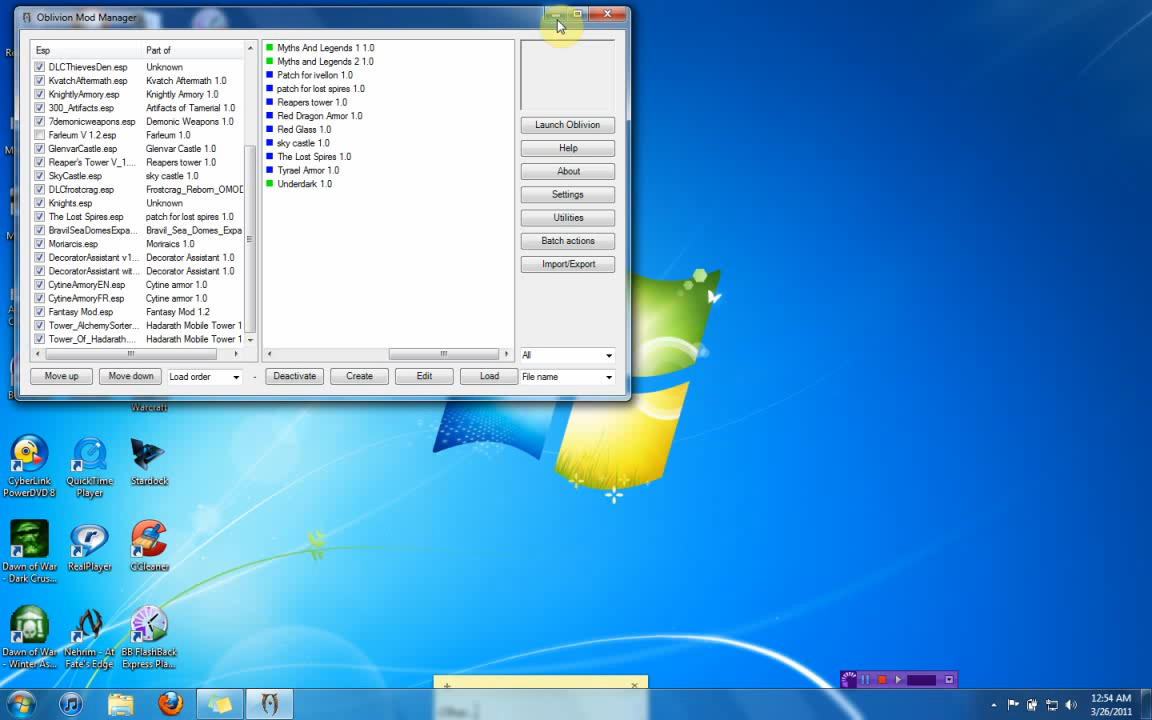 Oblivion Mod Manager
Esp Part of
DLCThievesDen.esp Unknown
KvatchAftermath.esp Kvatch Aftermath 1.0
KnightlyArmory.esp Knightly Armory 1.0
300_Artifacts.esp Artifacts of Tamerial 1.0
7demonicweapons.esp Demonic Weapons 1.0
Farleum V 1.2.esp Farleum 1.0
GlenvarCastle.esp Glenvar Castle 1.0
Reaper's Tower V_1.... Reapers tower 1.0
SkyCastle.esp sky castle 1.0
DLCfrostcrag.esp Frostcrag_Reborn_OMOD
Knights.esp Unknown
The Lost Spires.esp patch for lost spires 1.0
BravilSeaDomesExpa... Bravil_Sea_Domes_Expa
Moriarcis.esp Moriraics 1.0
DecoratorAssistant v1... Decorator Assistant 1.0
DecoratorAssistant wit... Decorator Assistant 1.0
CytineArmoryEN.esp Cytine armor 1.0
CytineArmoryFR.esp Cytine armor 1.0
Fantasy Mod.esp Fantasy Mod 1.2
Tower_AlchemySorter... Hadarath Mobile Tower 1
Tower_Of_Hadarath.... Hadarath Mobile Tower 1
Myths And Legends 1 1.0
Myths and Legends 2 1.0
Patch for ivellon 1.0
patch for lost spires 1.0
Reapers tower 1.0
Red Dragon Armor 1.0
Red Glass 1.0
sky castle 1.0
The Lost Spires 1.0
Tyrael Armor 1.0
Underdark 1.0
Launch Oblivion
Help
About
Settings
Utilities
Batch actions
Import/Export
All
Move up Move down Load order - Deactivate Create Edit Load File name
Warcraft
CyberLink
PowerDVD 8
QuickTime
Player
Stardock
Dawn of War
- Dark Crus...
RealPlayer
CCleaner
Dawn of War
- Winter As...
Nehrim - At
Fate's Edge
BB FlashBack
Express Pla...
12:54 AM
3/26/2011